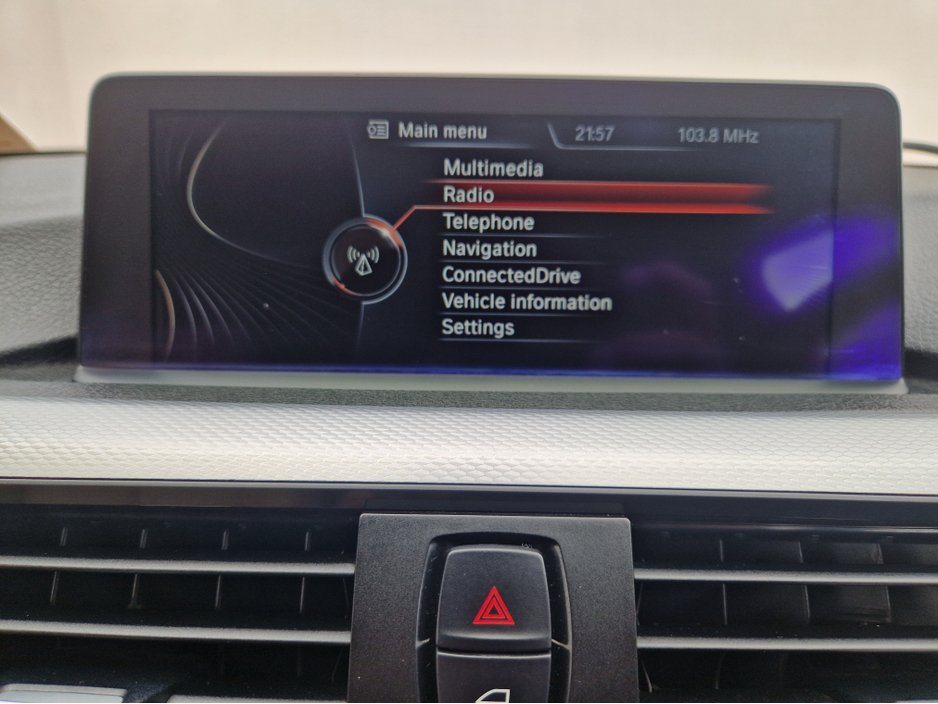 Main menu 21:57 103.8 MHz
Multimedia
Radio
Telephone
Navigation
ConnectedDrive
Vehicle information
Settings